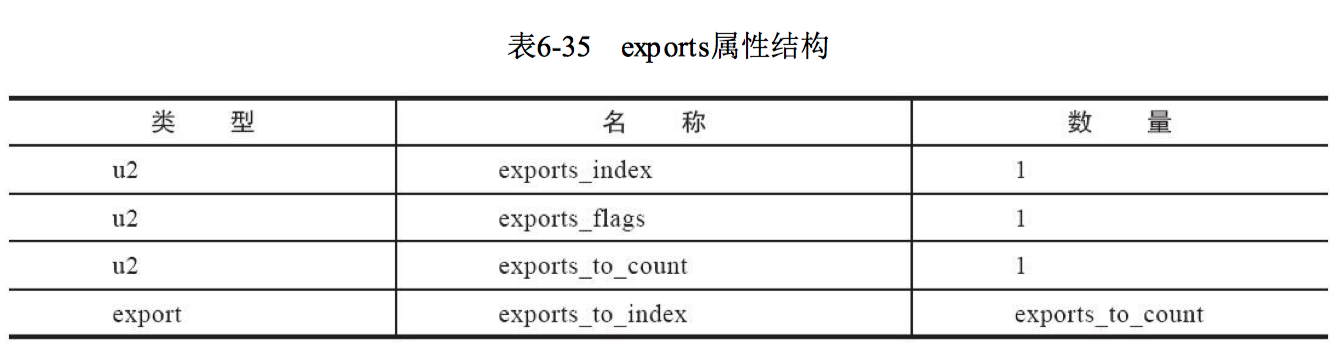 表6-35 exports属性结构
类 型 名 称 数 量
u2 exports_index 1
u2 exports_flags 1
u2 exports_to_count 1
export exports_to_index exports_to_count